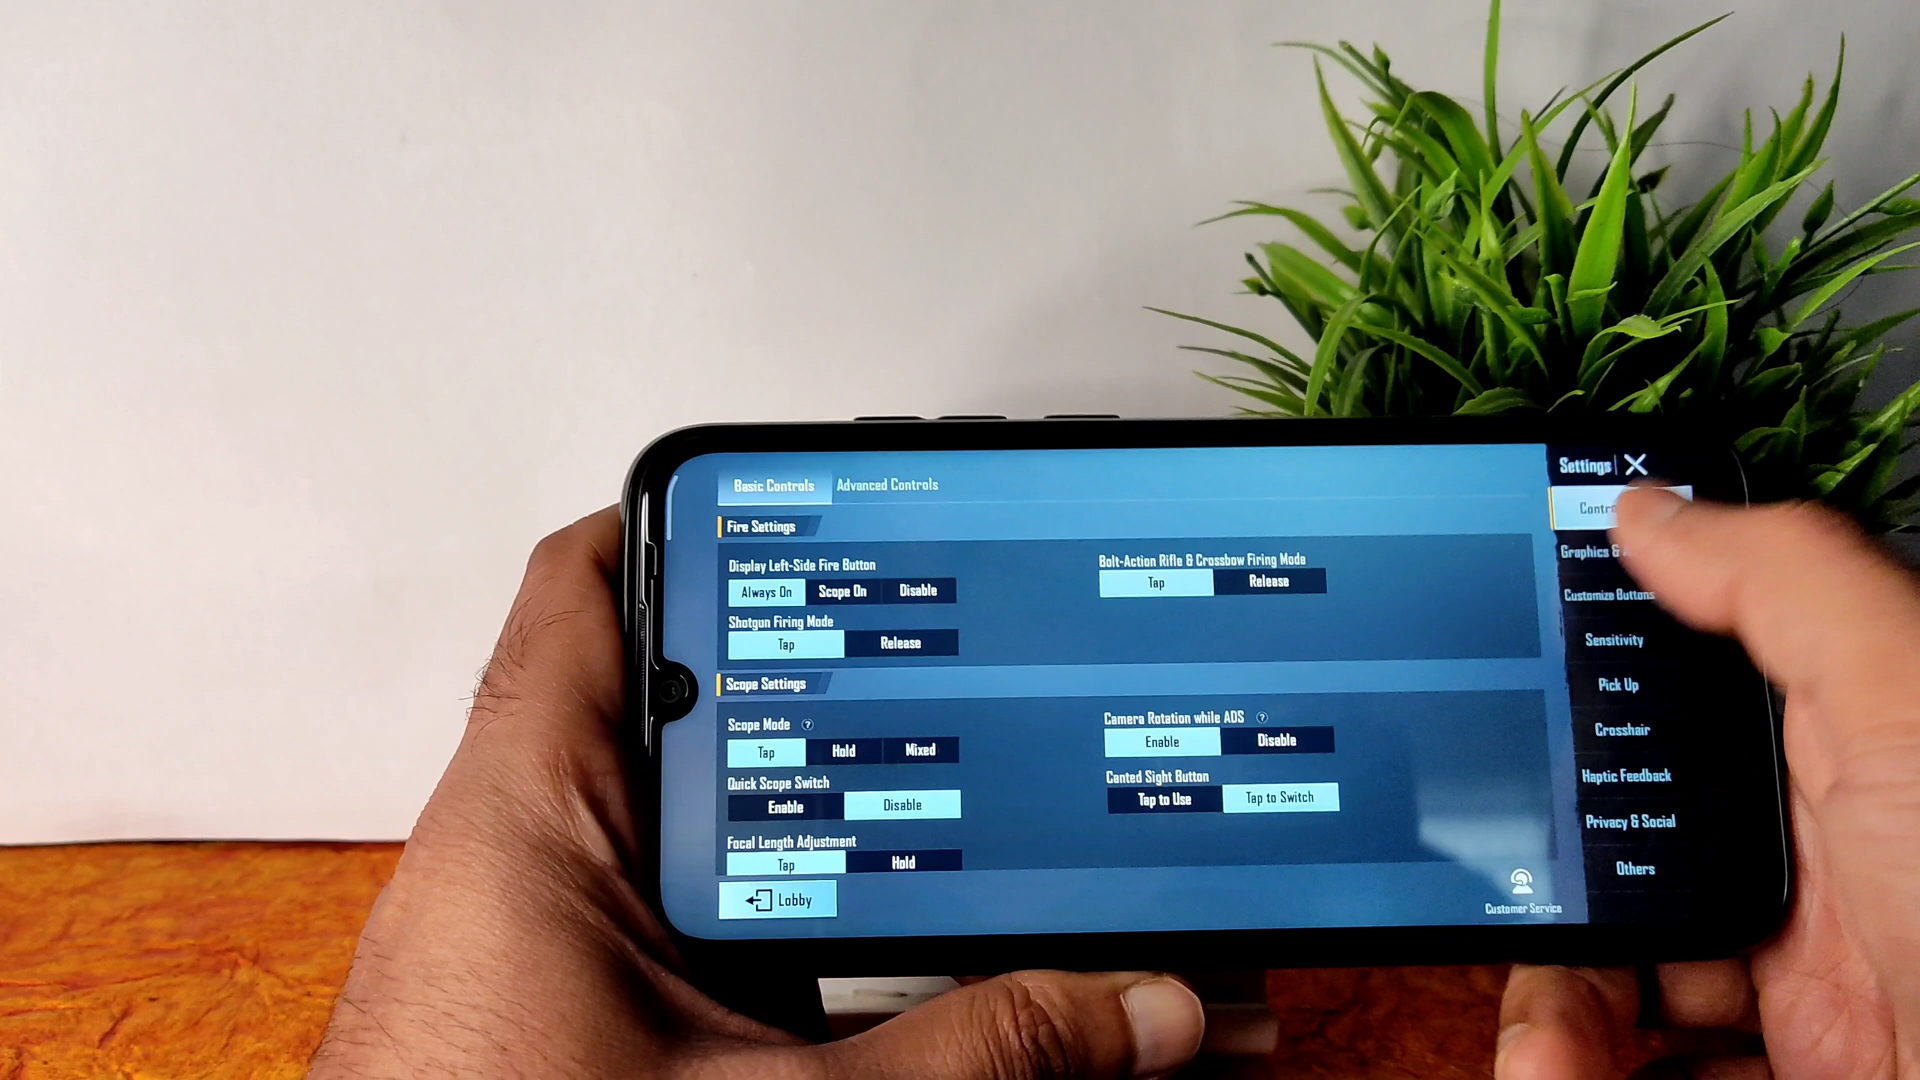 Basic Controls
Advanced Controls
Fire Settings
Display Left-Side Fire Button
Always On
Scope On
Disable
Bolt-Action Rifle & Crossbow Firing Mode
Tap
Release
Shotgun Firing Mode
Tap
Release
Scope Settings
Scope Mode ?
Tap
Hold
Mixed
Camera Rotation while ADS ?
Enable
Disable
Quick Scope Switch
Enable
Disable
Canted Sight Button
Tap to Use
Tap to Switch
Focal Length Adjustment
Tap
Hold
Lobby
Customer Service
Settings
Graphics &
Customize Buttons
Sensitivity
Pick Up
Crosshair
Haptic Feedback
Privacy & Social
Others